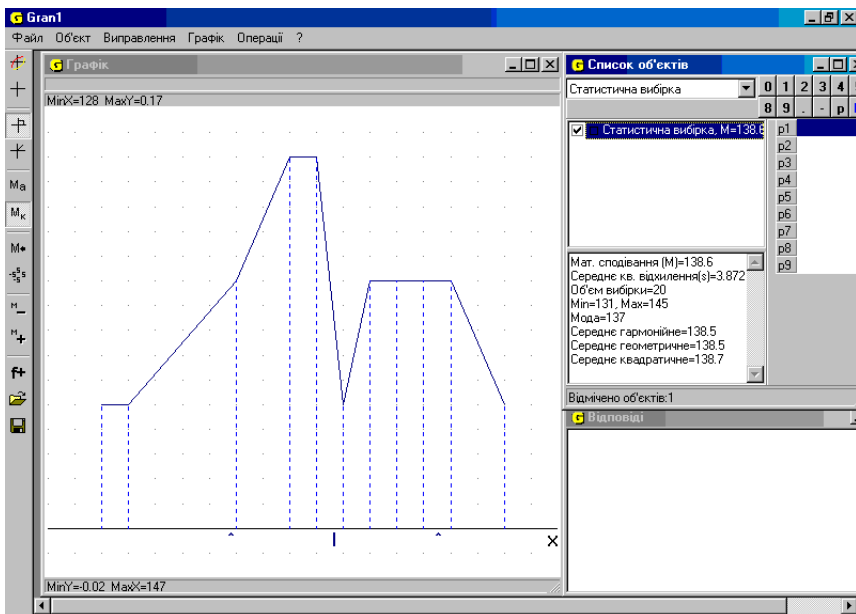 Gran1
Файл Об'єкт Виправлення Графік Операції ?
Графік
MinX=128 MaxY=0.17
x
MinY=-0.02 MaxX=147
Список об'єктів
Статистична вибірка
0 1 2 3 4
8 9 . - p
Статистична вибірка, M=138.6
p1
p2
p3
p4
p5
p6
p7
p8
p9
Мат. сподівання (M)=138.6
Середнє кв. відхилення(s)=3.872
Об'єм вибірки=20
Min=131, Max=145
Мода=137
Середнє гармонійне=138.5
Середнє геометричне=138.5
Середнє квадратичне=138.7
Відмічено об'єктів:1
Відповіді
Ma
Mк
M
f+